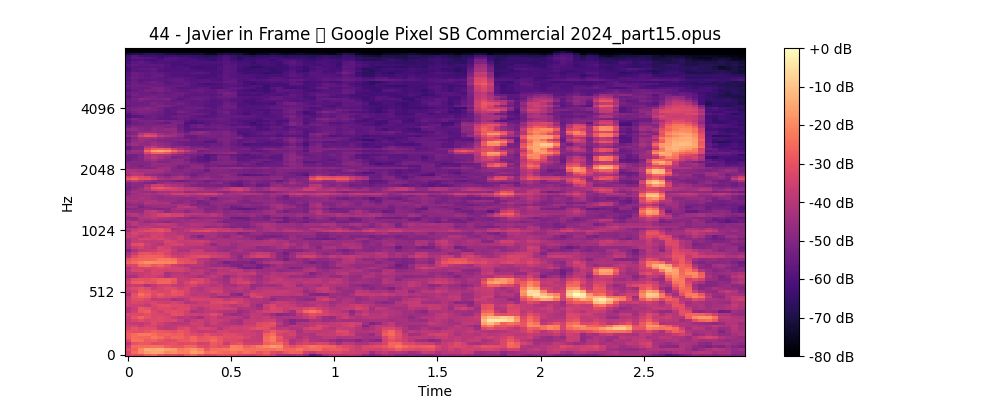 44 - Javier in Frame ▯ Google Pixel SB Commercial 2024_part15.opus
+0 dB
4096
-10 dB
-20 dB
2048
-30 dB
Hz
1024
-40 dB
-50 dB
512
-60 dB
-70 dB
0
-80 dB
0 0.5 1 1.5 2 2.5
Time